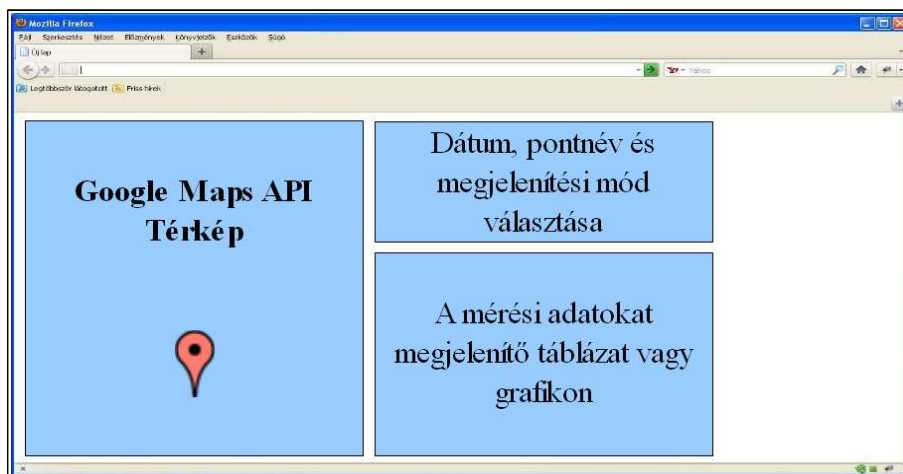 Mozilla Firefox
Fájl Szerkesztés Nézet Előzmények Könyvjelzők Eszközök Súgó
Új lap
Yahoo
Legtöbbször látogatott Friss hírek
Google Maps API
Térkép
Dátum, pontnév és
megjelenítési mód
választása
A mérési adatokat
megjelenítő táblázat vagy
grafikon